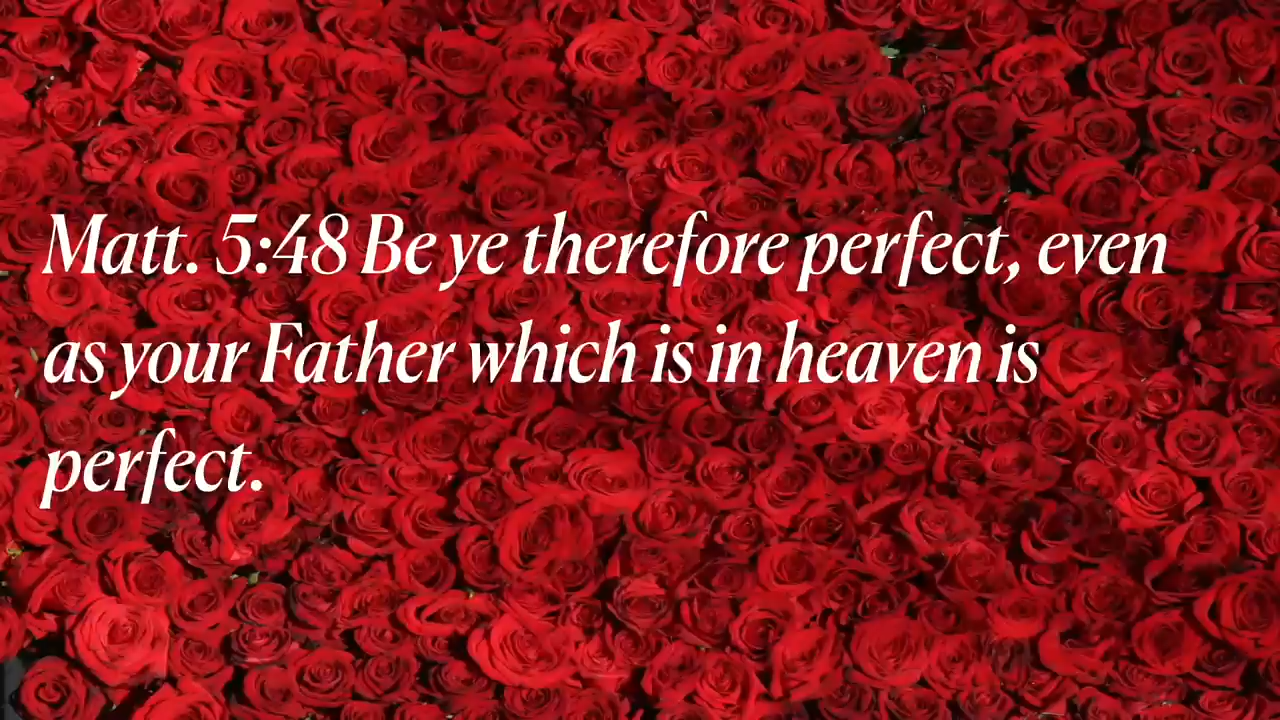 Matt. 5:48 Be ye therefore perfect, even
as your Father which is in heaven is
perfect.